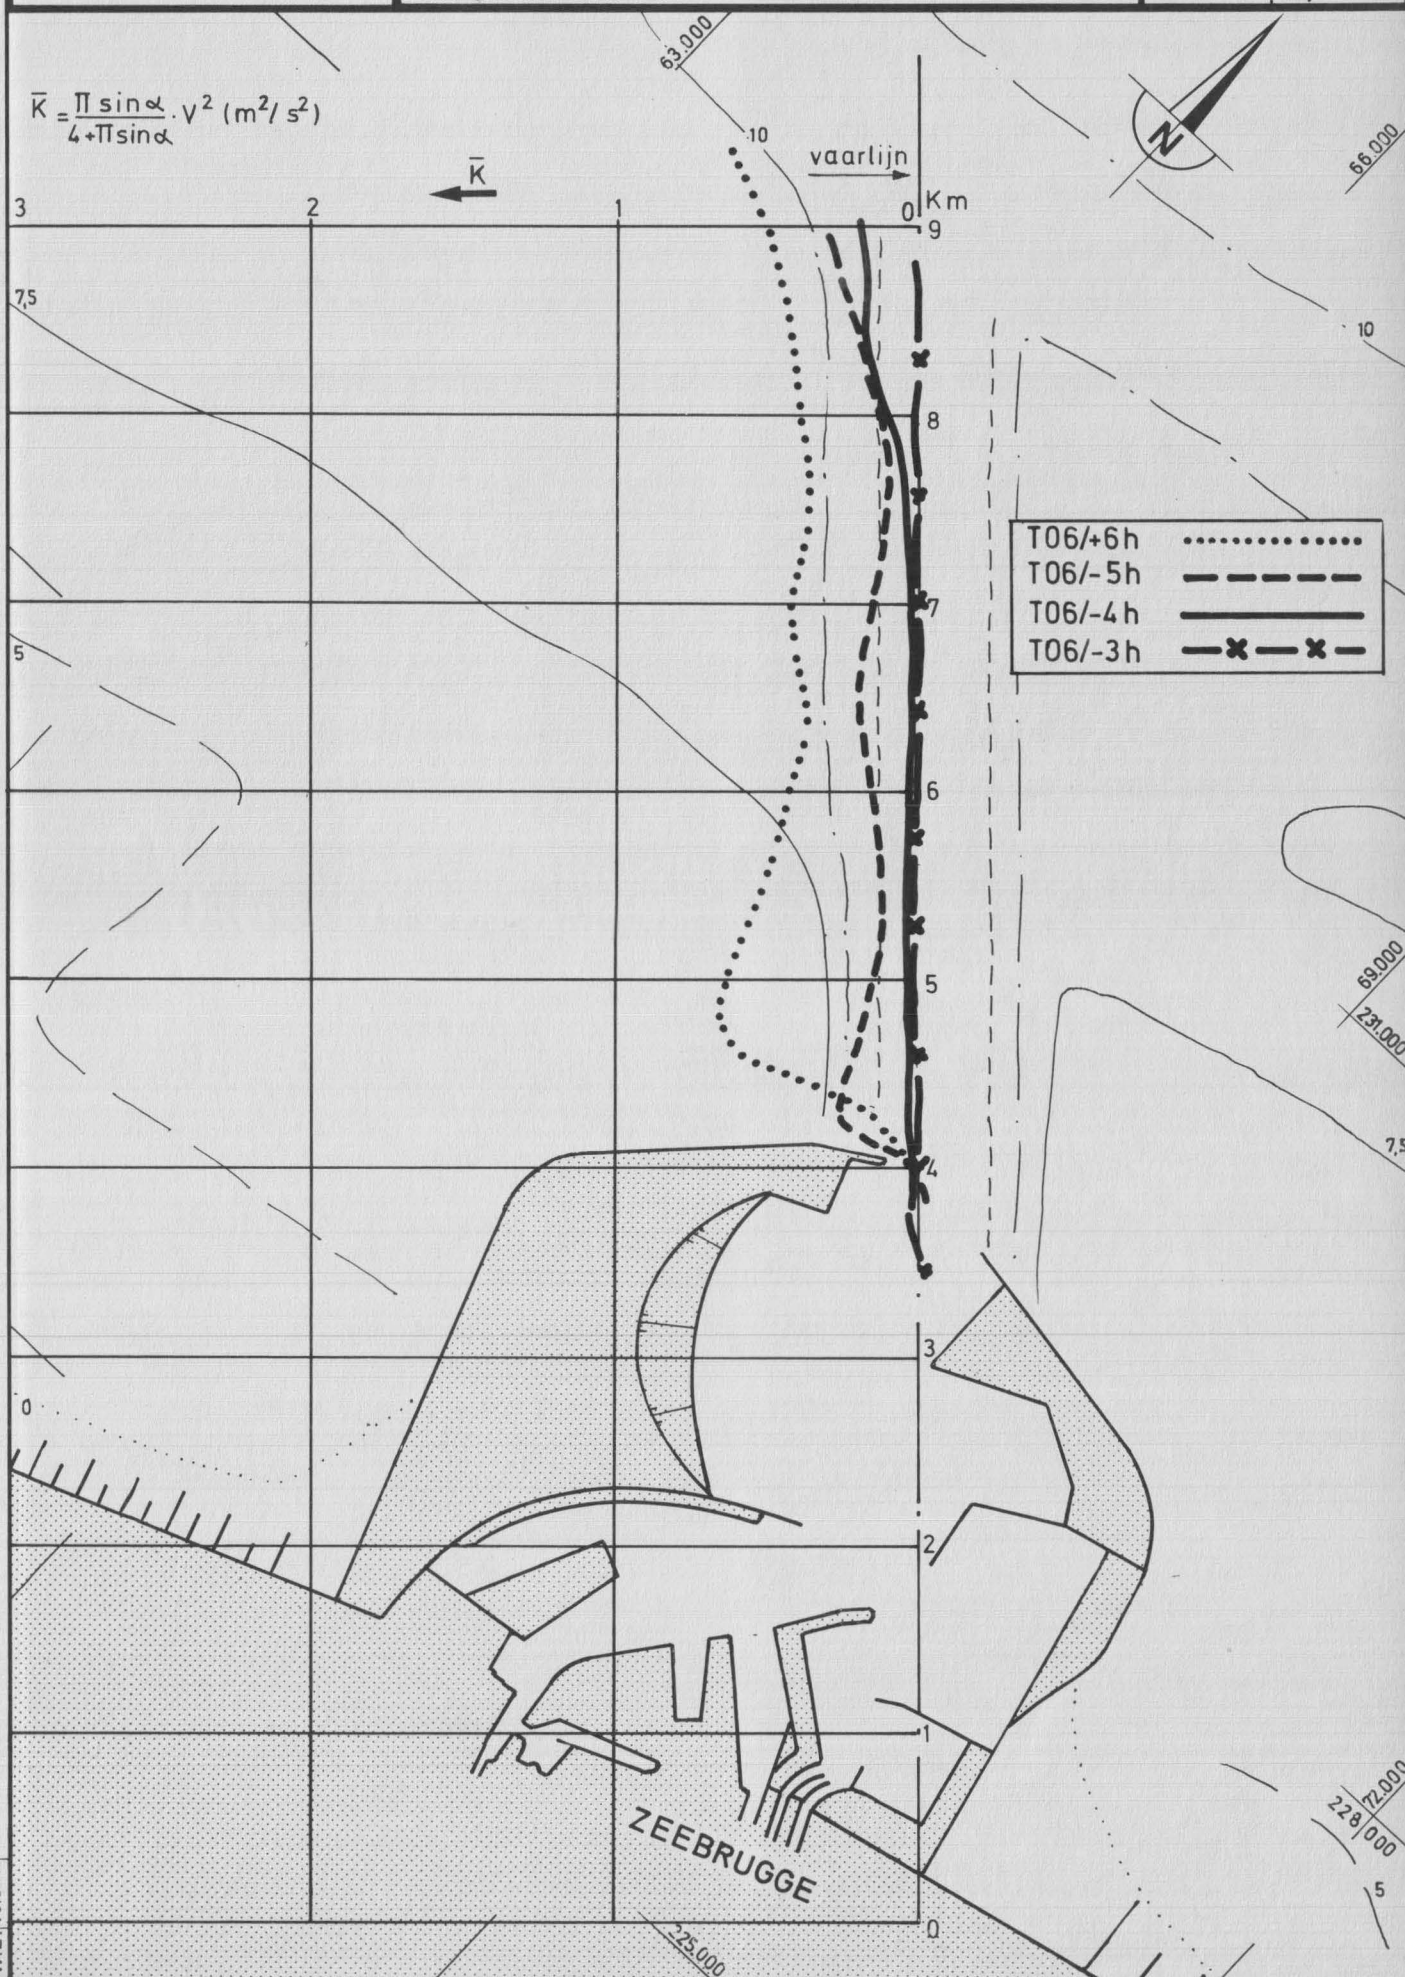 63.000
K̅ = π sin α / 4+π sin α · V² (m²/s²)
10
66.000
N
vaarlijn
K̅
3
2
1
0
Km
9
7,5
10
8
T06/+6h
T06/-5h
T06/-4h
T06/-3h
7
5
6
69.000
5
231.000
4
7,5
3
0
2
1
72.000
228.000
ZEEBRUGGE
5
0
225.000